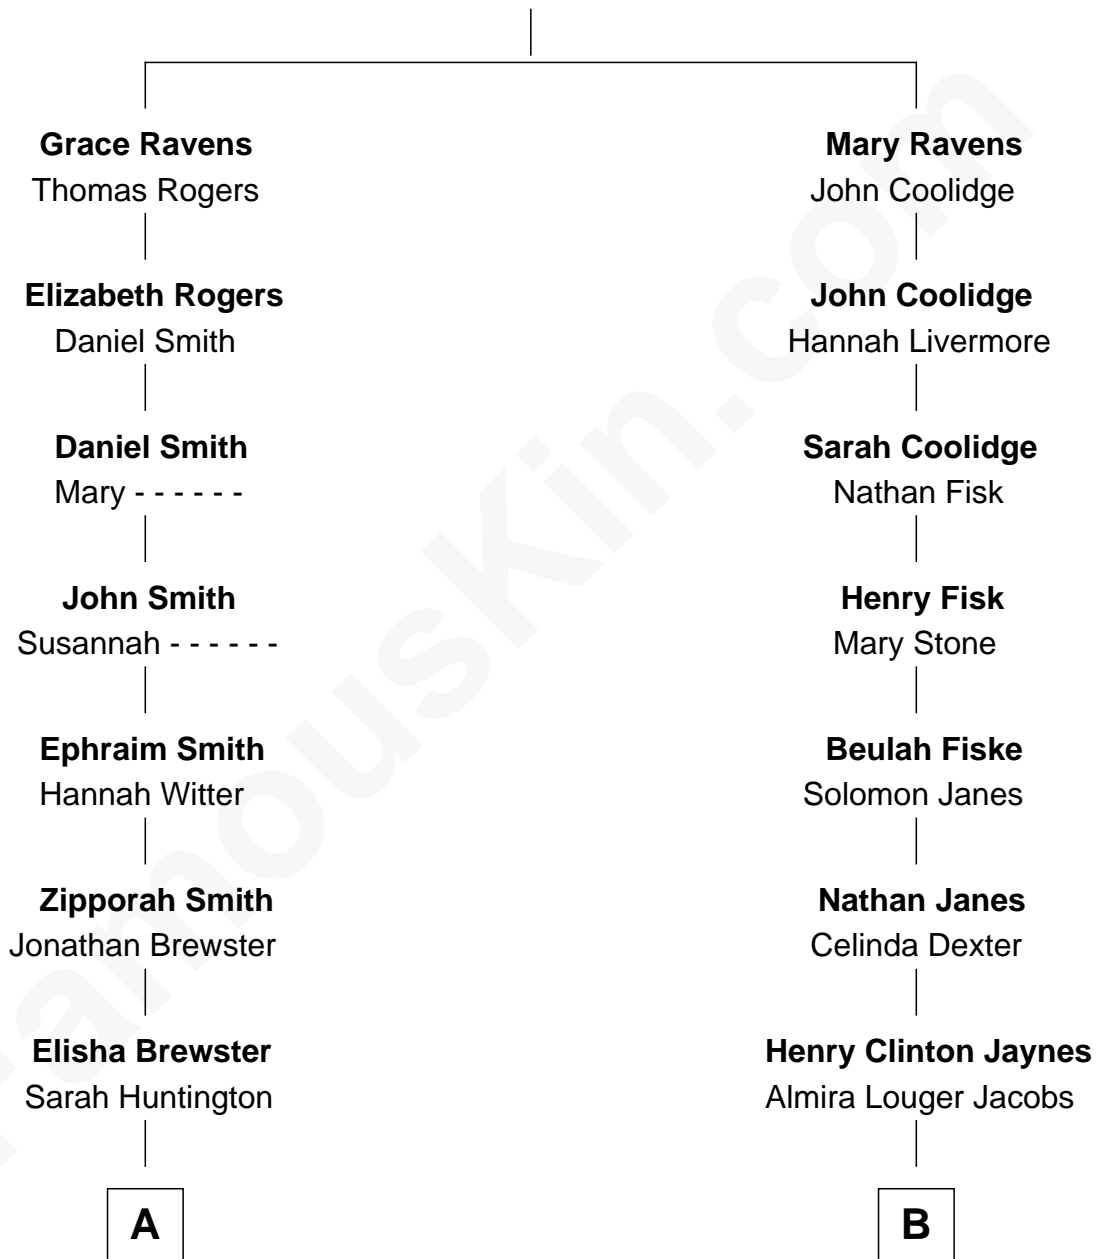 Grace Ravens
Thomas Rogers
Elizabeth Rogers
Daniel Smith
Daniel Smith
Mary - - - - - -
John Smith
Susannah - - - - - -
Ephraim Smith
Hannah Witter
Zipporah Smith
Jonathan Brewster
Elisha Brewster
Sarah Huntington
A
Mary Ravens
John Coolidge
John Coolidge
Hannah Livermore
Sarah Coolidge
Nathan Fisk
Henry Fisk
Mary Stone
Beulah Fiske
Solomon Janes
Nathan Janes
Celinda Dexter
Henry Clinton Jaynes
Almira Louger Jacobs
B
FamousKin.com